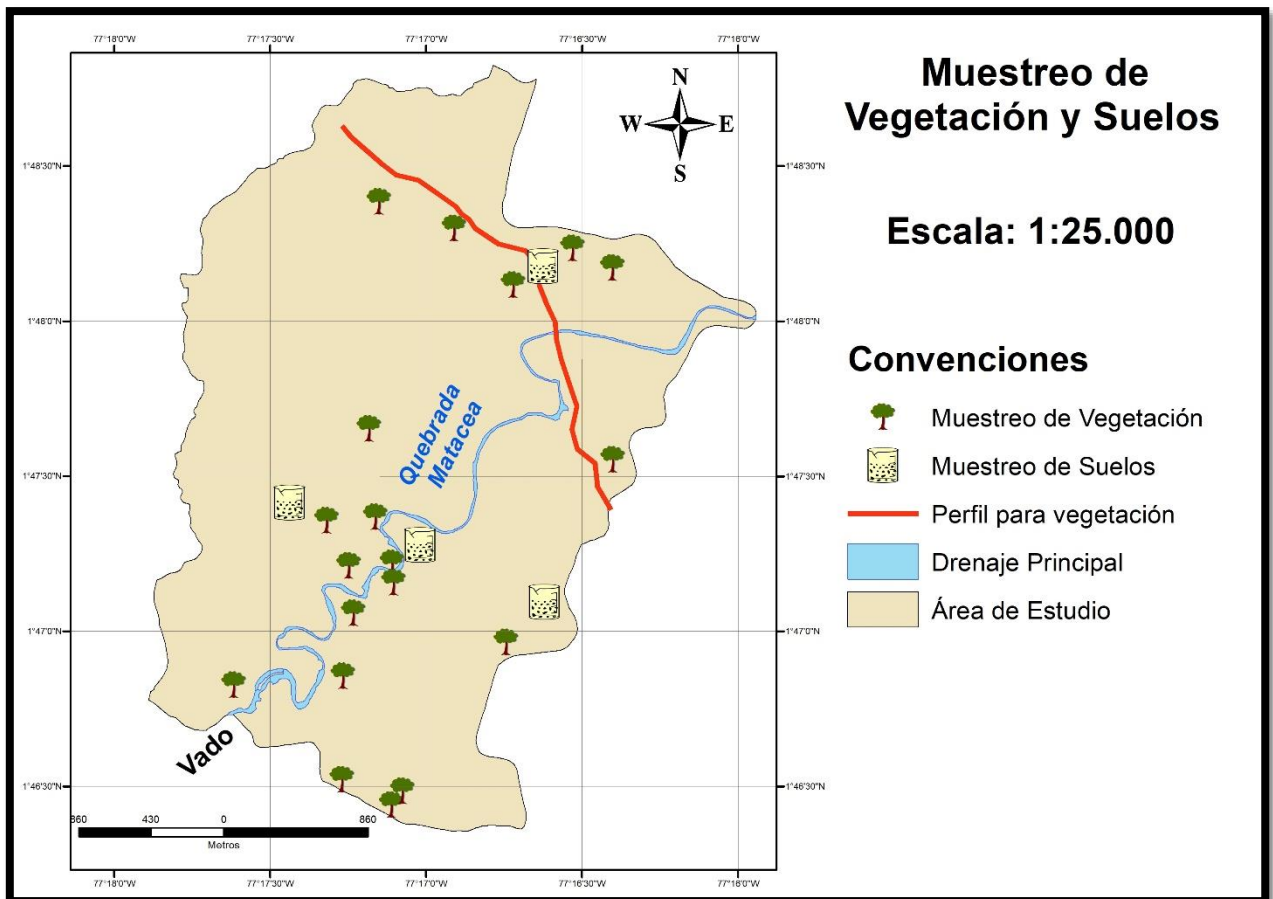 77°18'0"W 77°17'30"W 77°17'0"W 77°16'30"W 77°16'0"W
Muestreo de
Vegetación y Suelos
N
W E
S
1°48'30"N 1°48'30"N
Escala: 1:25.000
1°48'0"N 1°48'0"N
Convenciones
Muestreo de Vegetación
Muestreo de Suelos
Perfil para vegetación
Drenaje Principal
Área de Estudio
Quebrada
Matacea
1°47'30"N 1°47'30"N
1°47'0"N 1°47'0"N
Vado
1°46'30"N 1°46'30"N
860 430 0 860
Metros
77°18'0"W 77°17'30"W 77°17'0"W 77°16'30"W 77°16'0"W